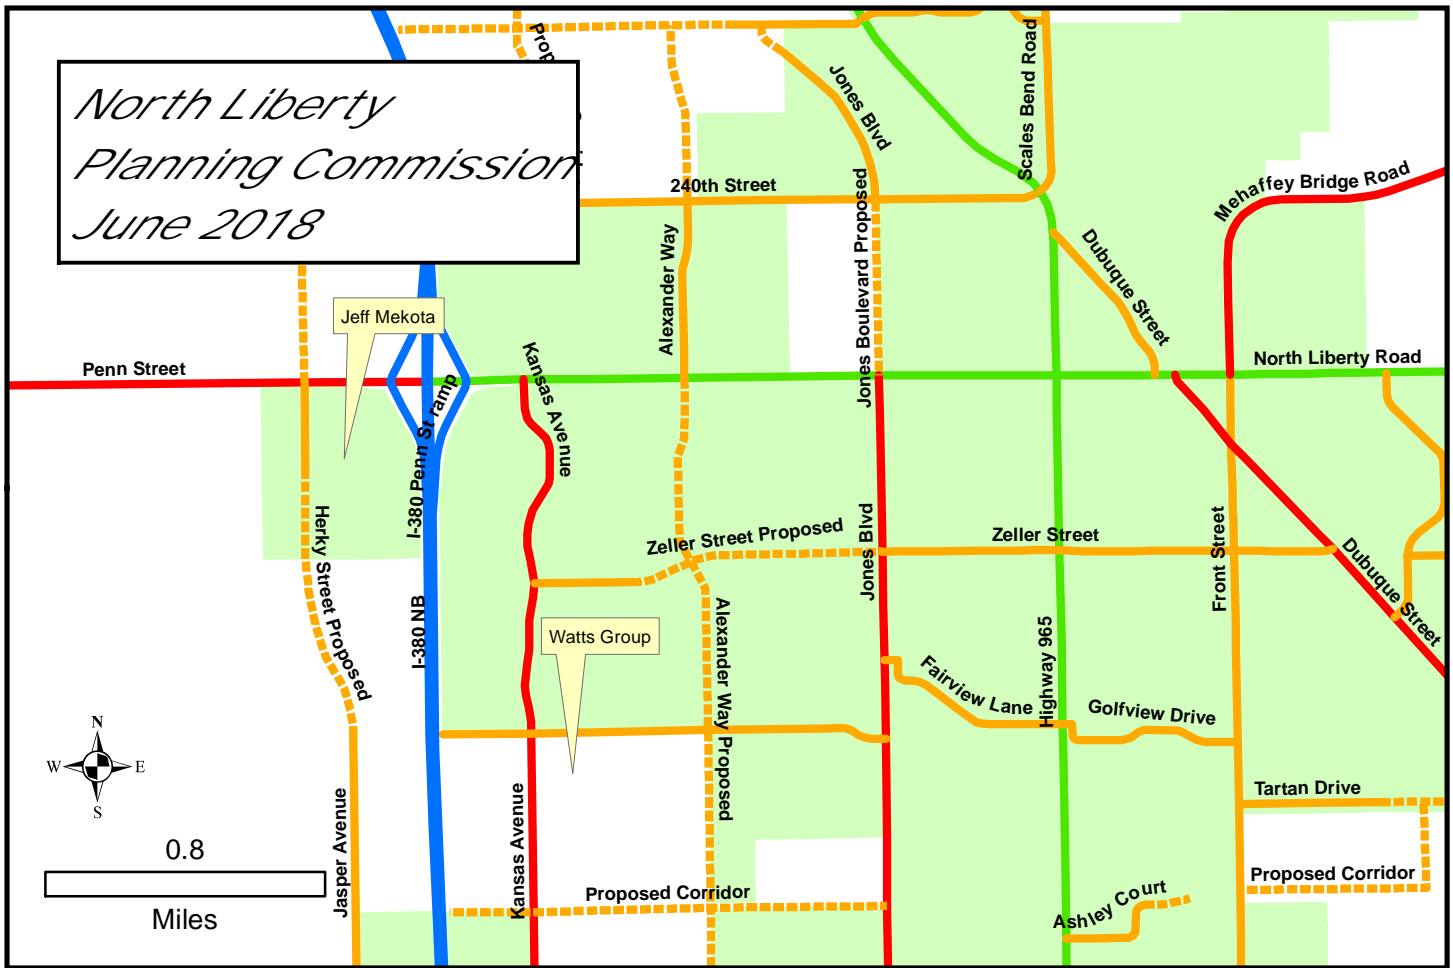 North Liberty
Planning Commission
June 2018
Prop
Jones Blvd
Scales Bend Road
240th Street
Mehaffey Bridge Road
Alexander Way
Jones Boulevard Proposed
Dubuque Street
Jeff Mekota
Penn Street
Kansas Avenue
North Liberty Road
I-380 Penn St ramp
Herky Street Proposed
Zeller Street Proposed
Jones Blvd
Zeller Street
Front Street
Dubuque Street
I-380 NB
Watts Group
Alexander Way Proposed
Highway 965
Fairview Lane
Golfview Drive
N
W
E
S
Tartan Drive
Jasper Avenue
Kansas Avenue
0.8
Miles
Proposed Corridor
Proposed Corridor
Ashley Court